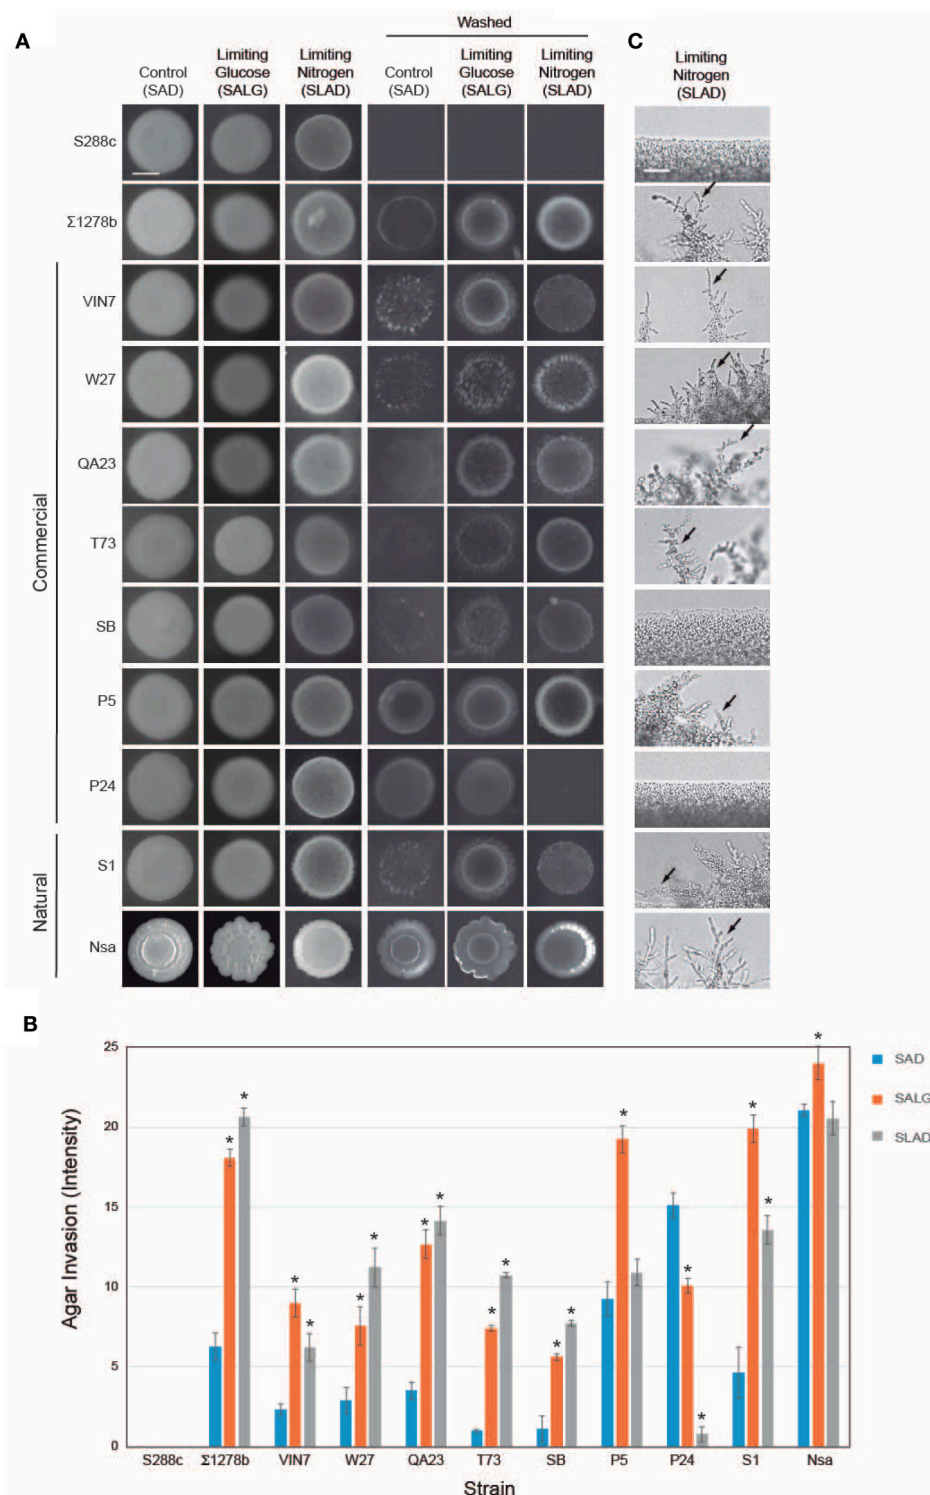 A
Washed
C
Control
(SAD)
Limiting
Glucose
(SALG)
Limiting
Nitrogen
(SLAD)
Control
(SAD)
Limiting
Glucose
(SALG)
Limiting
Nitrogen
(SLAD)
Limiting
Nitrogen
(SLAD)
S288c
Σ1278b
Commercial
VIN7
W27
QA23
T73
SB
P5
P24
Natural
S1
Nsa
B
Agar Invasion (Intensity)
25
20
15
10
5
0
* * * * * * * * * * * * * * * * * *
S288c Σ1278b VIN7 W27 QA23 T73 SB P5 P24 S1 Nsa
Strain
SAD
SALG
SLAD